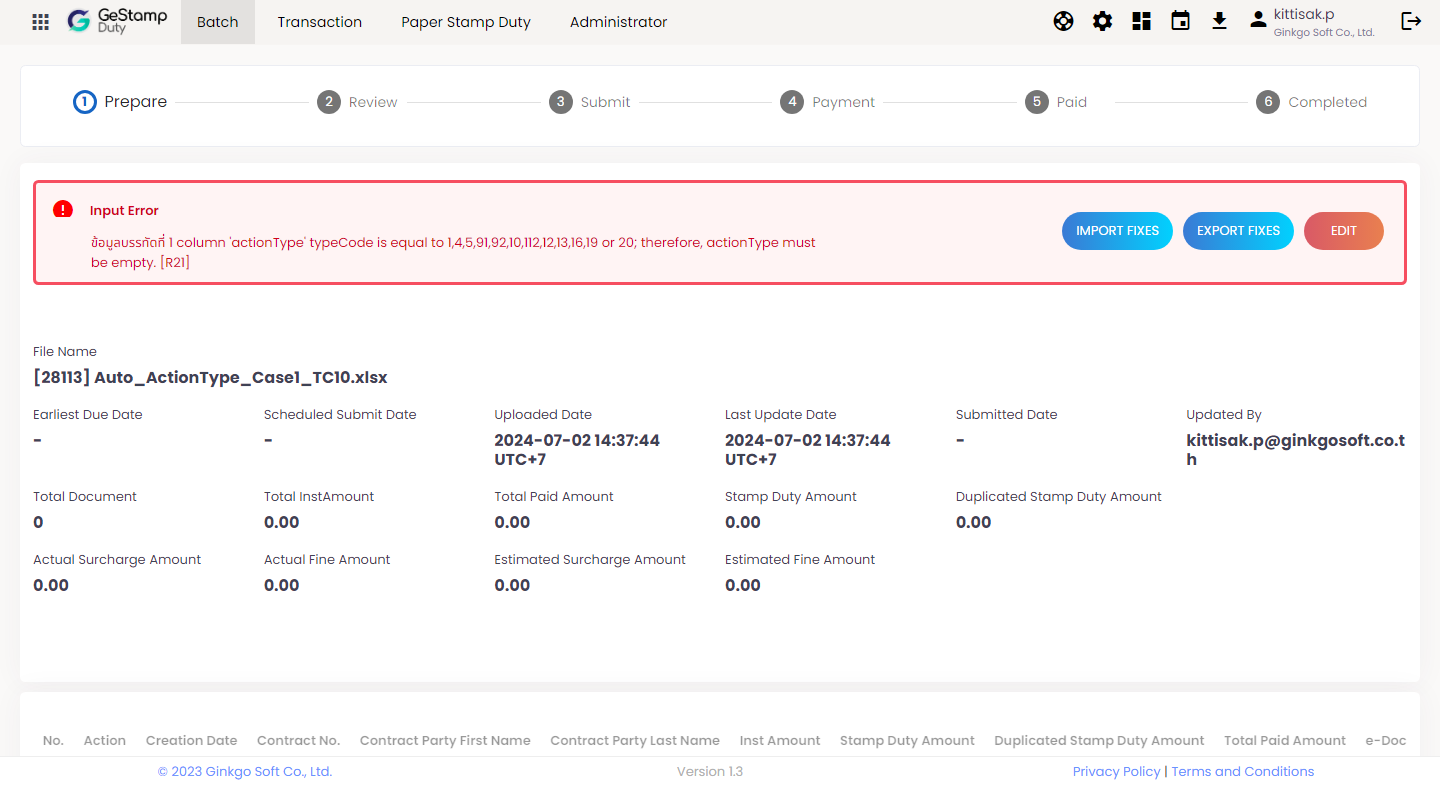 GeStamp
Duty
Batch
Transaction
Paper Stamp Duty
Administrator
kittisak.p
Ginkgo Soft Co., Ltd.
1 Prepare
2 Review
3 Submit
4 Payment
5 Paid
6 Completed
Input Error
ข้อมูลบรรทัดที่ 1 column 'actionType' typeCode is equal to 1,4,5,91,92,10,112,12,13,16,19 or 20; therefore, actionType must
be empty. [R21]
IMPORT FIXES
EXPORT FIXES
EDIT
File Name
[28113] Auto_ActionType_Case1_TC10.xlsx
Earliest Due Date
-
Scheduled Submit Date
-
Uploaded Date
2024-07-02 14:37:44
UTC+7
Last Update Date
2024-07-02 14:37:44
UTC+7
Submitted Date
-
Updated By
kittisak.p@ginkgosoft.co.t
h
Total Document
0
Total InstAmount
0.00
Total Paid Amount
0.00
Stamp Duty Amount
0.00
Duplicated Stamp Duty Amount
0.00
Actual Surcharge Amount
0.00
Actual Fine Amount
0.00
Estimated Surcharge Amount
0.00
Estimated Fine Amount
0.00
No. Action Creation Date Contract No. Contract Party First Name Contract Party Last Name Inst Amount Stamp Duty Amount Duplicated Stamp Duty Amount Total Paid Amount e-Doc
© 2023 Ginkgo Soft Co., Ltd.
Version 1.3
Privacy Policy | Terms and Conditions